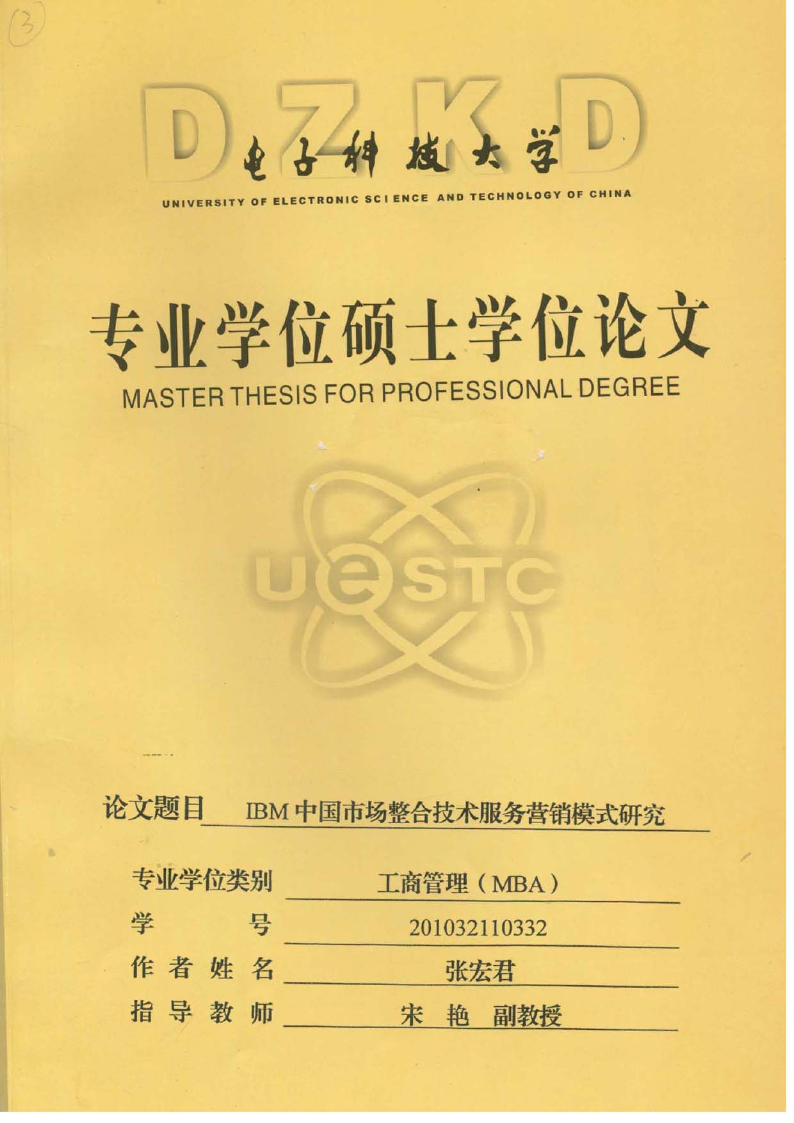 ③
DZKD
电子科技大学
UNIVERSITY OF ELECTRONIC SCIENCE AND TECHNOLOGY OF CHINA
专业学位硕士学位论文
MASTER THESIS FOR PROFESSIONAL DEGREE
UeSTC
论文题目 IBM 中国市场整合技术服务营销模式研究
专业学位类别 工商管理（MBA）
学 号 201032110332
作 者 姓 名 张宏君
指 导 教 师 宋 艳 副教授